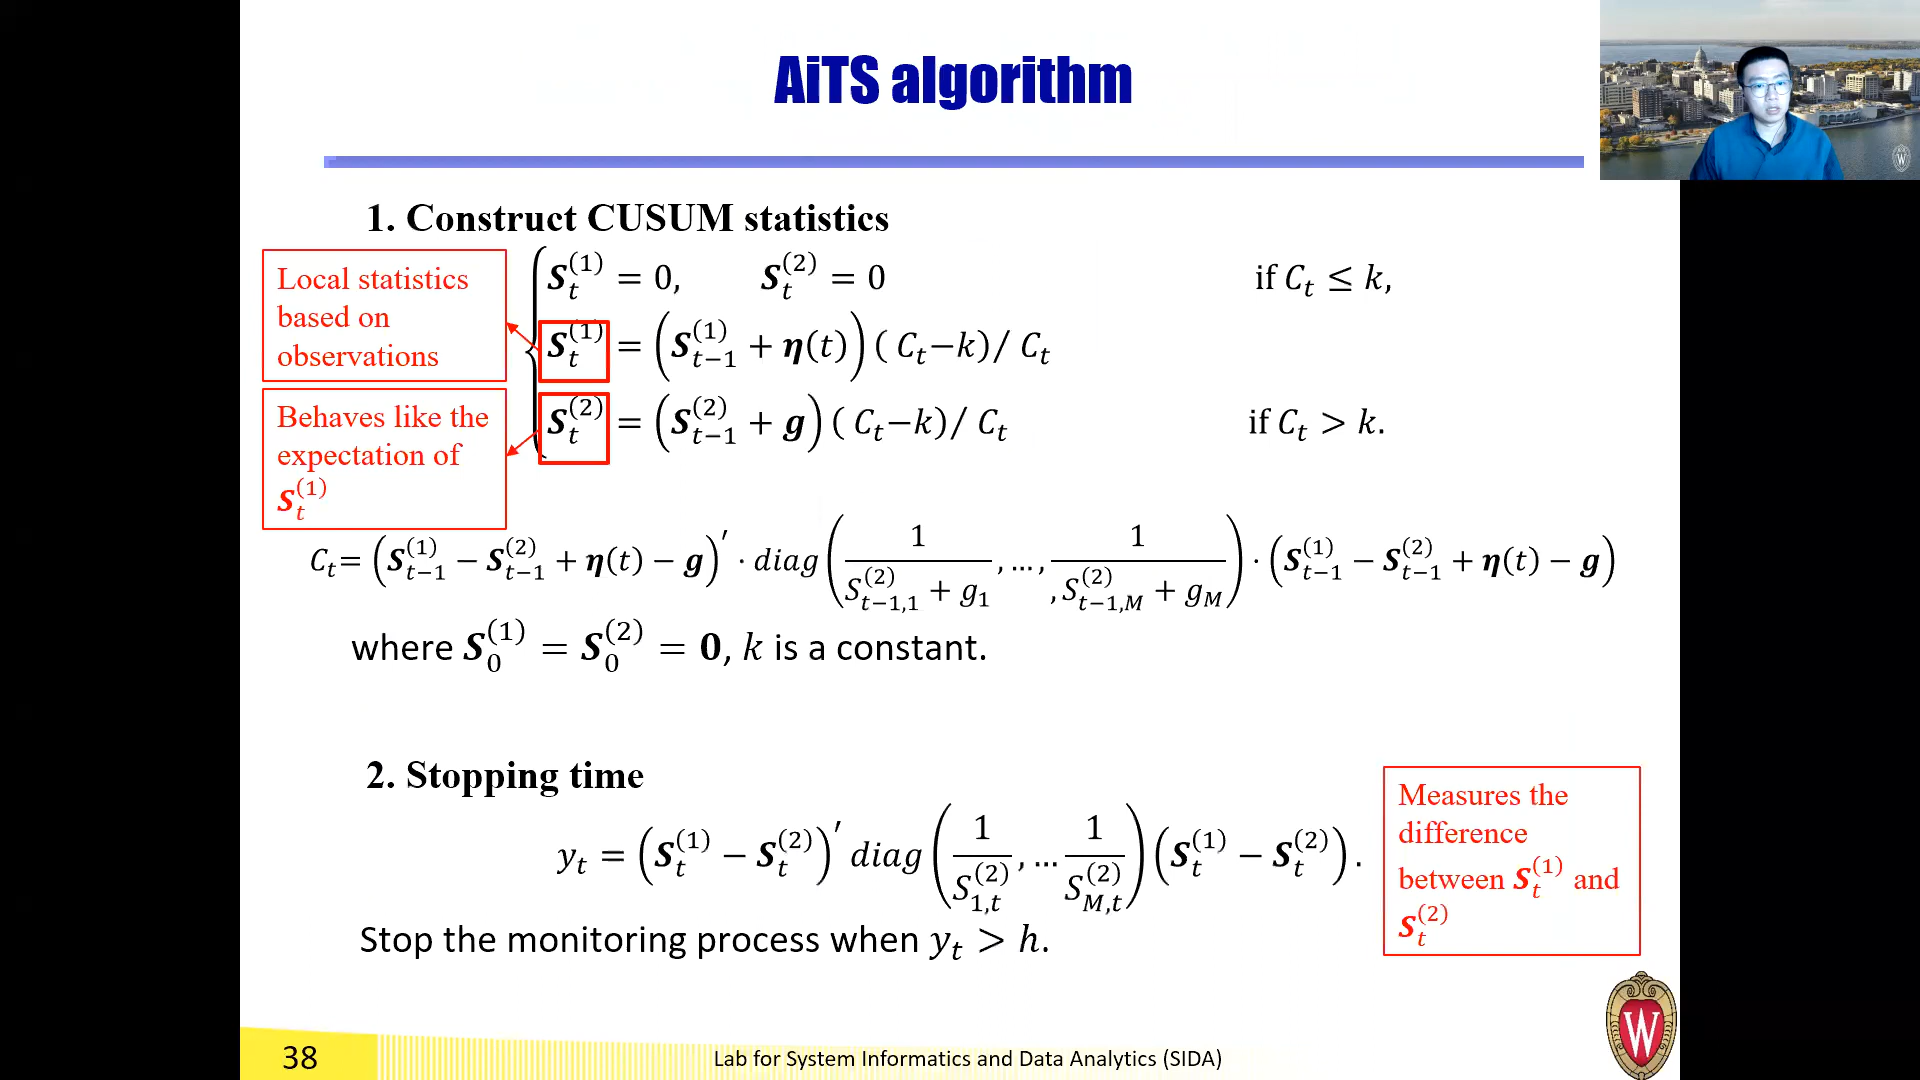 AiTS algorithm
1. Construct CUSUM statistics
Local statistics
based on
observations
Behaves like the
expectation of
S_t^(1)
S_t^(1) = 0, S_t^(2) = 0 if C_t ≤ k,
S_t^(1) = (S_{t−1}^(1) + η(t)) ( C_t−k)/ C_t
S_t^(2) = (S_{t−1}^(2) + g) ( C_t−k)/ C_t if C_t > k.
C_t= (S_{t−1}^(1) − S_{t−1}^(2) + η(t) − g)′ · diag (1/(S_{t−1,1}^(2) + g_1) ,…, 1/(,S_{t−1,M}^(2) + g_M)) · (S_{t−1}^(1) − S_{t−1}^(2) + η(t) − g)
where S_0^(1) = S_0^(2) = 0, k is a constant.
2. Stopping time
y_t = (S_t^(1) − S_t^(2))′ diag (1/S_{1,t}^(2) ,… 1/S_{M,t}^(2)) (S_t^(1) − S_t^(2)) .
Stop the monitoring process when y_t > h.
Measures the
difference
between S_t^(1) and
S_t^(2)
38
Lab for System Informatics and Data Analytics (SIDA)
W
W